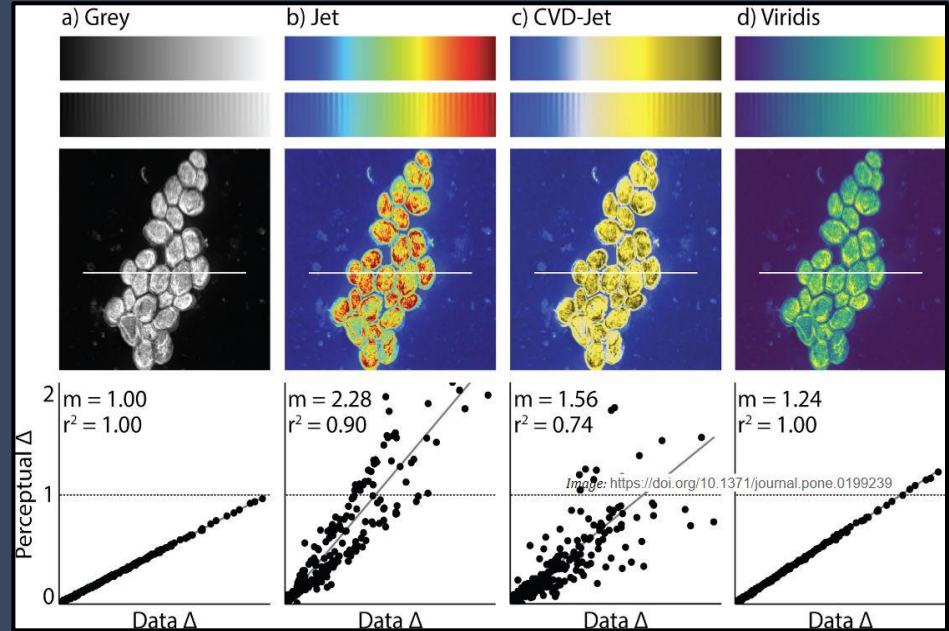 a) Grey
b) Jet
c) CVD-Jet
d) Viridis
2
1
0
Perceptual Δ
m = 1.00
r² = 1.00
m = 2.28
r² = 0.90
m = 1.56
r² = 0.74
m = 1.24
r² = 1.00
Image: https://doi.org/10.1371/journal.pone.0199239
Data Δ
Data Δ
Data Δ
Data Δ